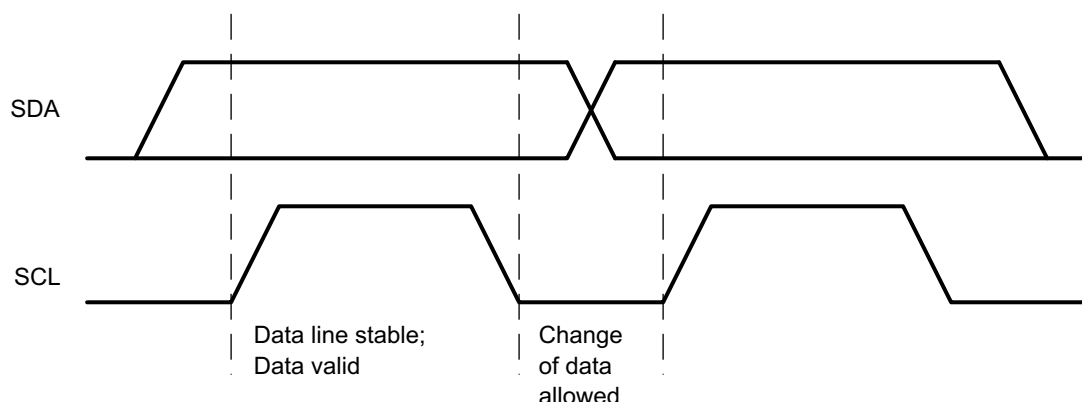 SDA
SCL
Data line stable;
Data valid
Change
of data
allowed